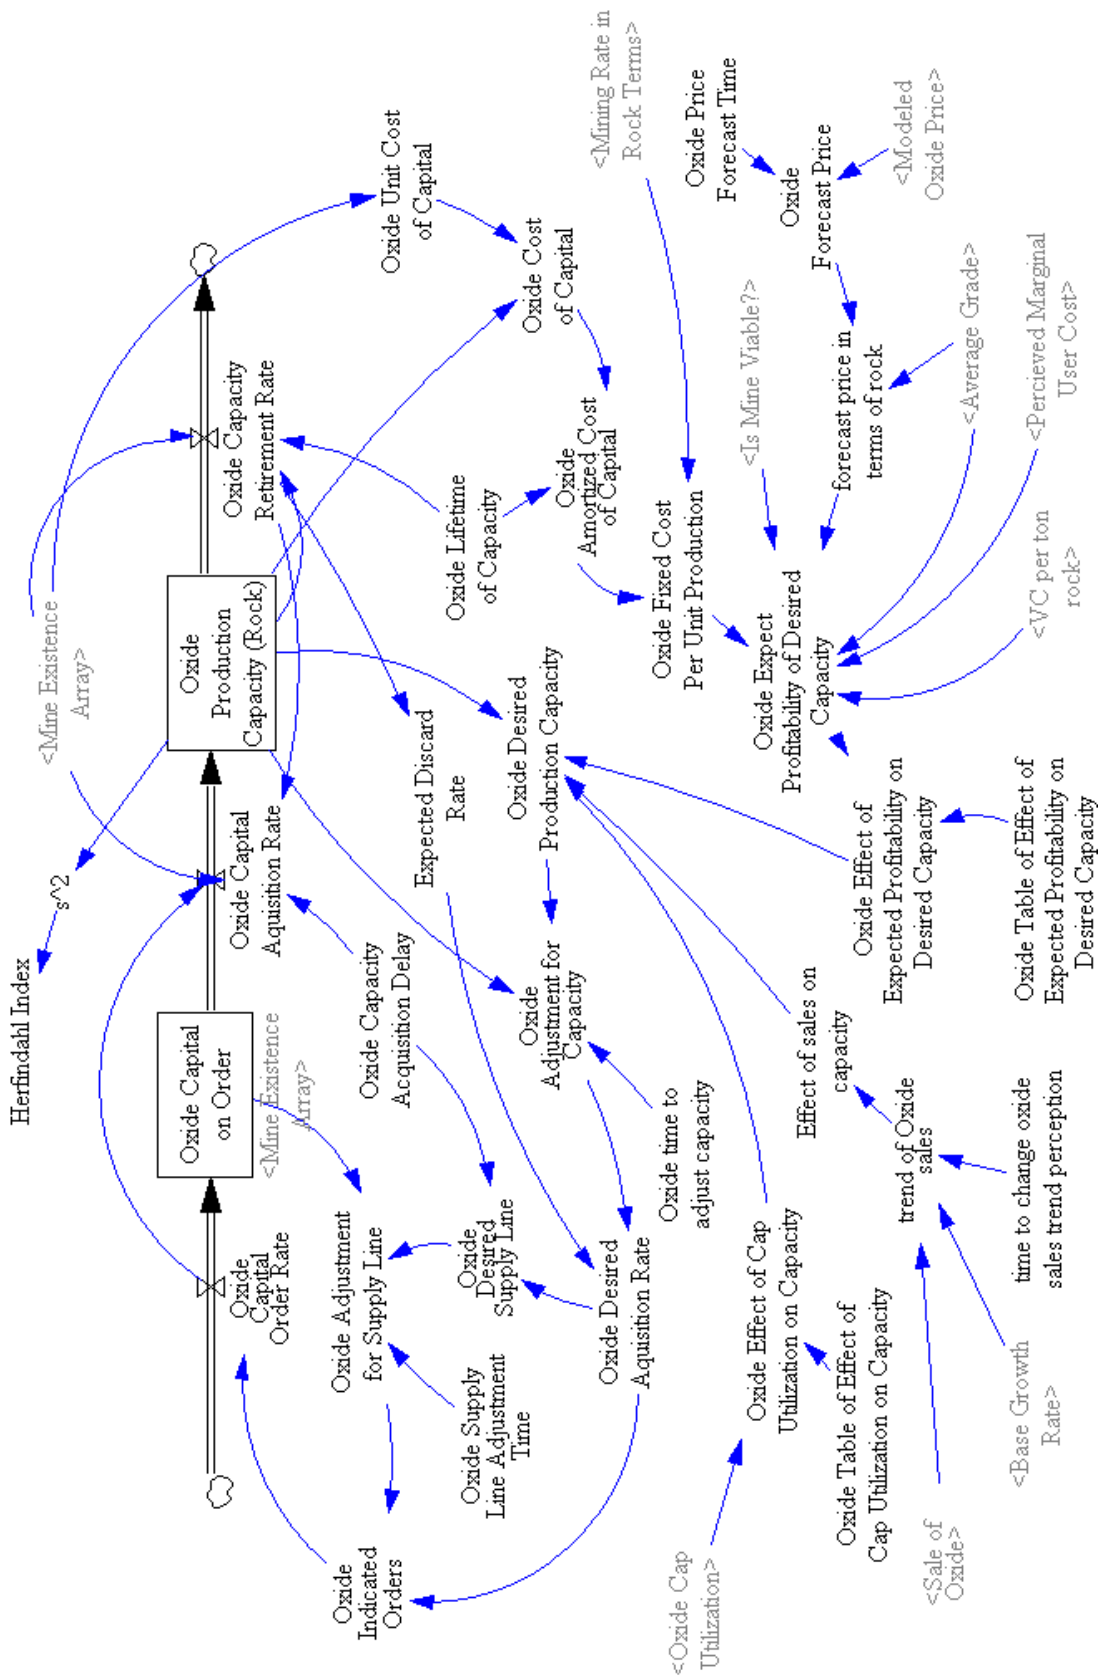 Herfindahl Index
s^2
<Mine Existence
Array>
Oxide Capital
on Order
<Mine Existence
Array>
Oxide
Production
Capacity (Rock)
Oxide
Capital
Order Rate
Oxide Capital
Aquisition Rate
Oxide Capacity
Retirement Rate
Oxide Unit Cost
of Capital
Oxide
Indicated
Orders
Oxide Adjustment
for Supply Line
Oxide Capacity
Acquisition Delay
Expected Discard
Rate
Oxide Lifetime
of Capacity
Oxide Cost
of Capital
Oxide Supply
Line Adjustment
Time
Oxide
Desired
Supply Line
Oxide
Adjustment for
Capacity
Oxide Desired
Production Capacity
Oxide
Amortized Cost
of Capital
<Mining Rate in
Rock Terms>
Oxide Desired
Aquisition Rate
Oxide time to
adjust capacity
Oxide Fixed Cost
Per Unit Production
<Oxide Cap
Utilization>
Oxide Effect of Cap
Utilization on Capacity
Effect of sales on
capacity
Oxide Expect
Profitability of Desired
Capacity
<Is Mine Viable?>
Oxide Price
Forecast Time
Oxide
Forecast Price
<Modeled
Oxide Price>
Oxide Table of Effect of
Cap Utilization on Capacity
trend of Oxide
sales
Oxide Effect of
Expected Profitability on
Desired Capacity
forecast price in
terms of rock
<Average Grade>
<Sale of
Oxide>
<Base Growth
Rate>
time to change oxide
sales trend perception
Oxide Table of Effect of
Expected Profitability on
Desired Capacity
<VC per ton
rock>
<Percieved Marginal
User Cost>